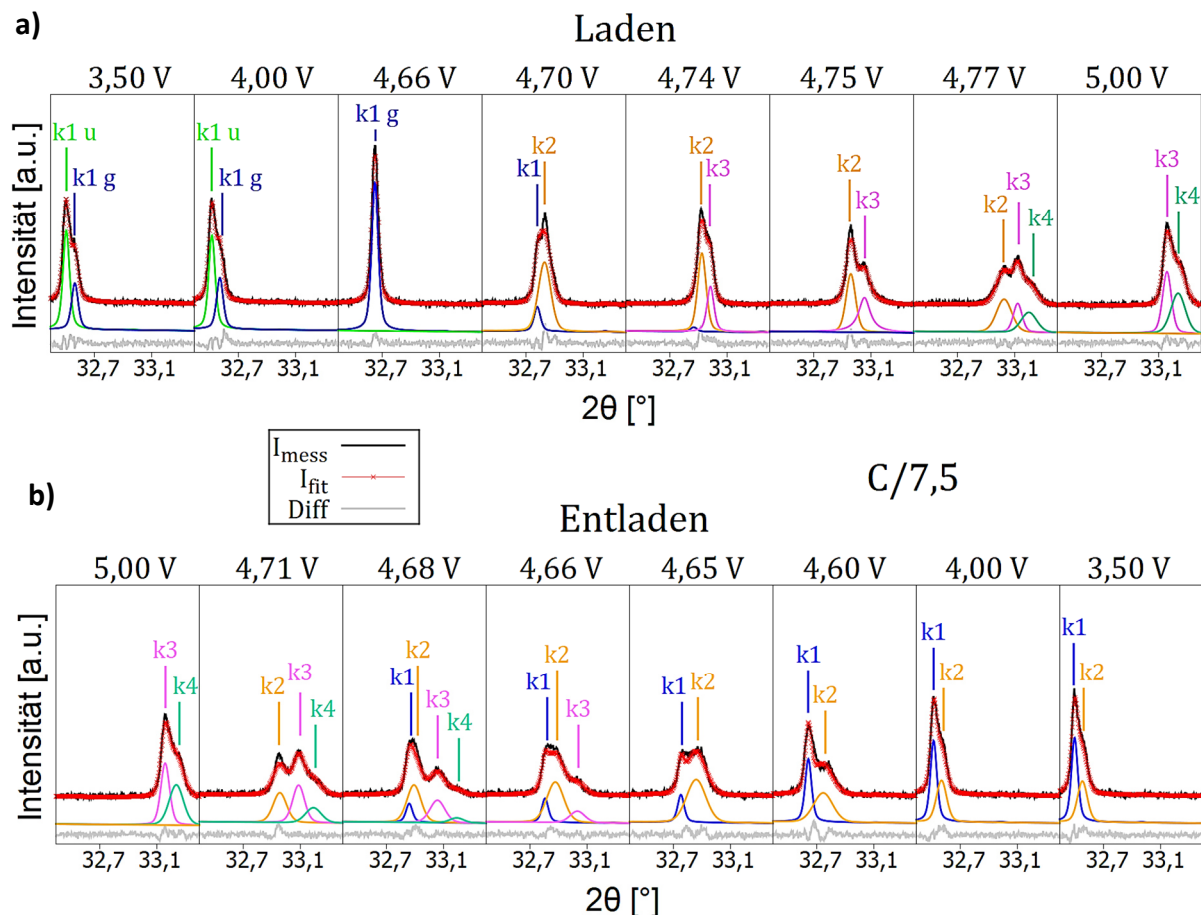 a)
Laden
3,50 V 4,00 V 4,66 V 4,70 V 4,74 V 4,75 V 4,77 V 5,00 V
Intensität [a.u.]
k1 u k1 g k1 u k1 g k1 g k1 k2 k2 k3 k2 k3 k2 k3 k4 k3 k4
32,7 33,1 32,7 33,1 32,7 33,1 32,7 33,1 32,7 33,1 32,7 33,1 32,7 33,1 32,7 33,1
2θ [°]
I_mess
I_fit
Diff
C/7,5
b)
Entladen
5,00 V 4,71 V 4,68 V 4,66 V 4,65 V 4,60 V 4,00 V 3,50 V
Intensität [a.u.]
k3 k4 k2 k3 k4 k1 k2 k3 k4 k1 k2 k3 k1 k2 k1 k2 k1 k2 k1 k2
32,7 33,1 32,7 33,1 32,7 33,1 32,7 33,1 32,7 33,1 32,7 33,1 32,7 33,1 32,7 33,1
2θ [°]